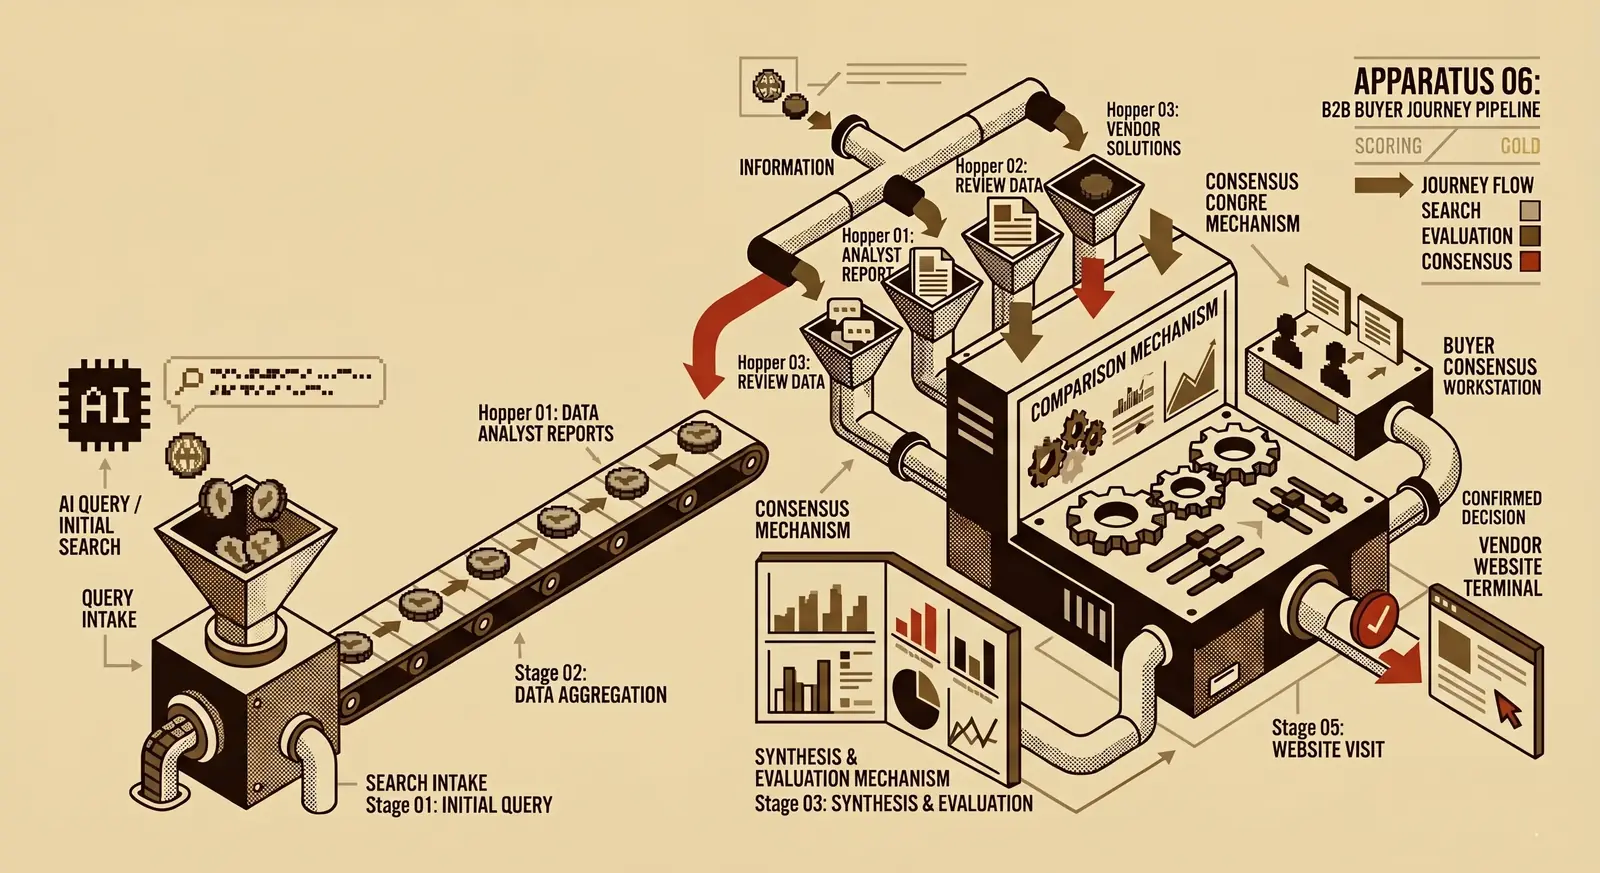 APPARATUS 06:
B2B BUYER JOURNEY PIPELINE
SCORING
GOLD
JOURNEY FLOW
SEARCH
EVALUATION
CONSENSUS
INFORMATION
Hopper 03:
VENDOR
SOLUTIONS
Hopper 02:
REVIEW DATA
Hopper 01:
ANALYST
REPORT
Hopper 03:
REVIEW DATA
CONSENSUS
CONGRE
MECHANISM
COMPARISON MECHANISM
BUYER
CONSENSUS
WORKSTATION
AI
AI QUERY /
INITIAL
SEARCH
QUERY
INTAKE
Hopper 01: DATA
ANALYST REPORTS
CONSENSUS
MECHANISM
CONFIRMED
DECISION
VENDOR
WEBSITE
TERMINAL
Stage 02:
DATA AGGREGATION
SEARCH INTAKE
Stage 01: INITIAL QUERY
SYNTHESIS &
EVALUATION MECHANISM
Stage 03: SYNTHESIS & EVALUATION
Stage 05:
WEBSITE VISIT